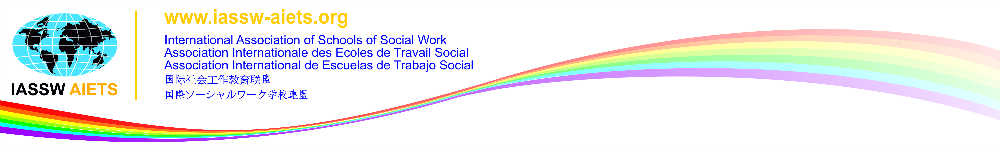 www.iassw-aiets.org
International Association of Schools of Social Work
Association Internationale des Ecoles de Travail Social
Association International de Escuelas de Trabajo Social
国际社会工作教育联盟
国際ソーシャルワーク学校連盟
IASSW AIETS